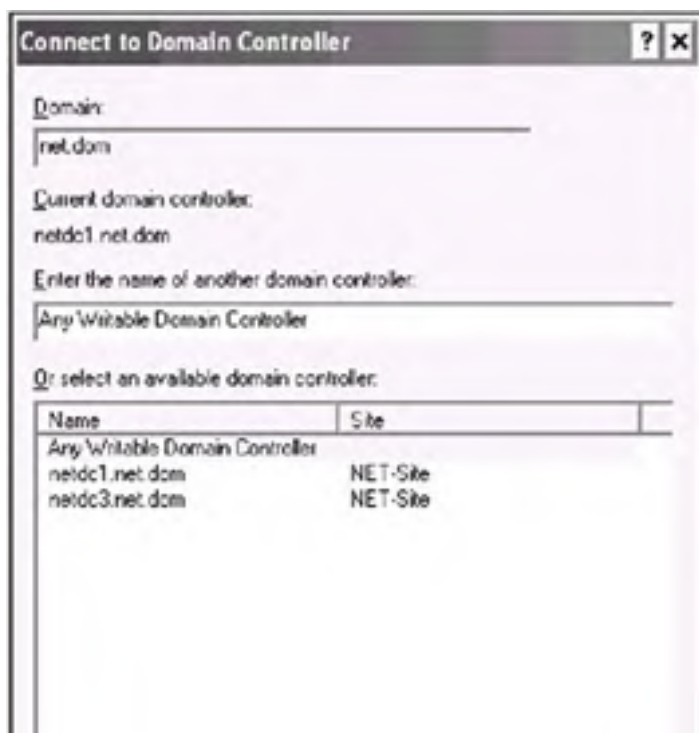 Connect to Domain Controller ? X
Domain:
net.dom
Current domain controller:
netdc1.net.dom
Enter the name of another domain controller:
Any Writable Domain Controller
Or select an available domain controller:
Name Site
Any Writable Domain Controller
netdc1.net.dom NET-Site
netdc3.net.dom NET-Site